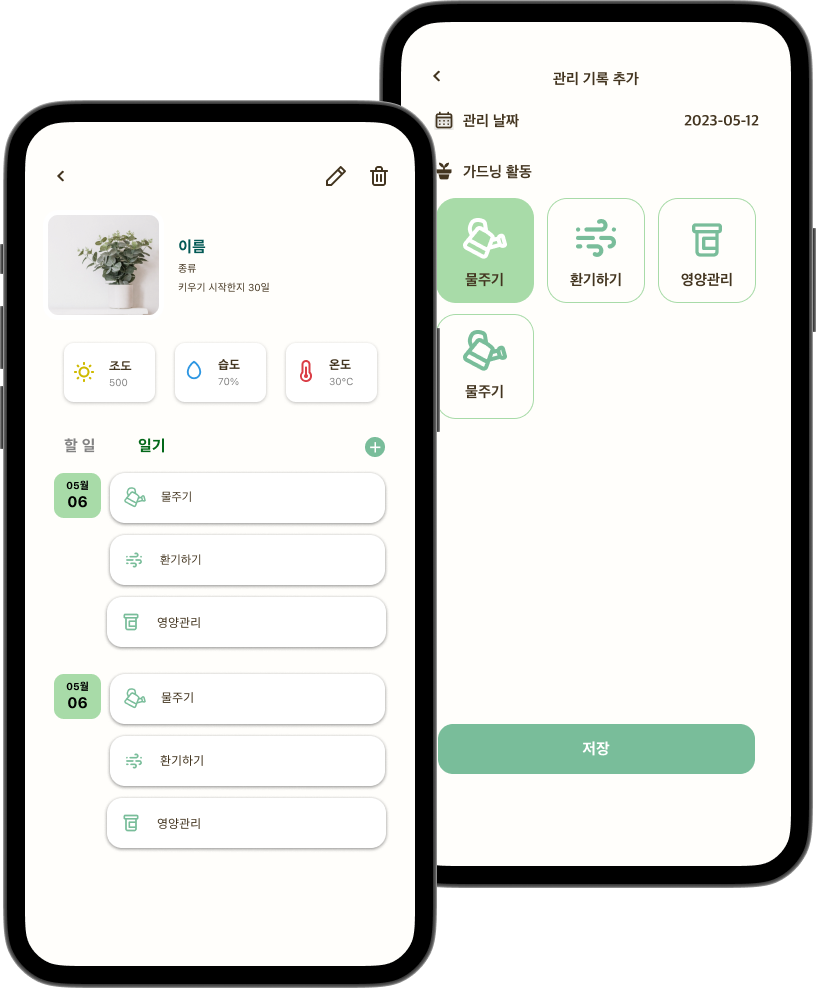 이름
종류
키우기 시작한지 30일
조도
500
습도
70%
온도
30°C
할 일
일기
05월
06
물주기
환기하기
영양관리
05월
06
물주기
환기하기
영양관리
관리 기록 추가
관리 날짜
2023-05-12
가드닝 활동
물주기
환기하기
영양관리
물주기
저장